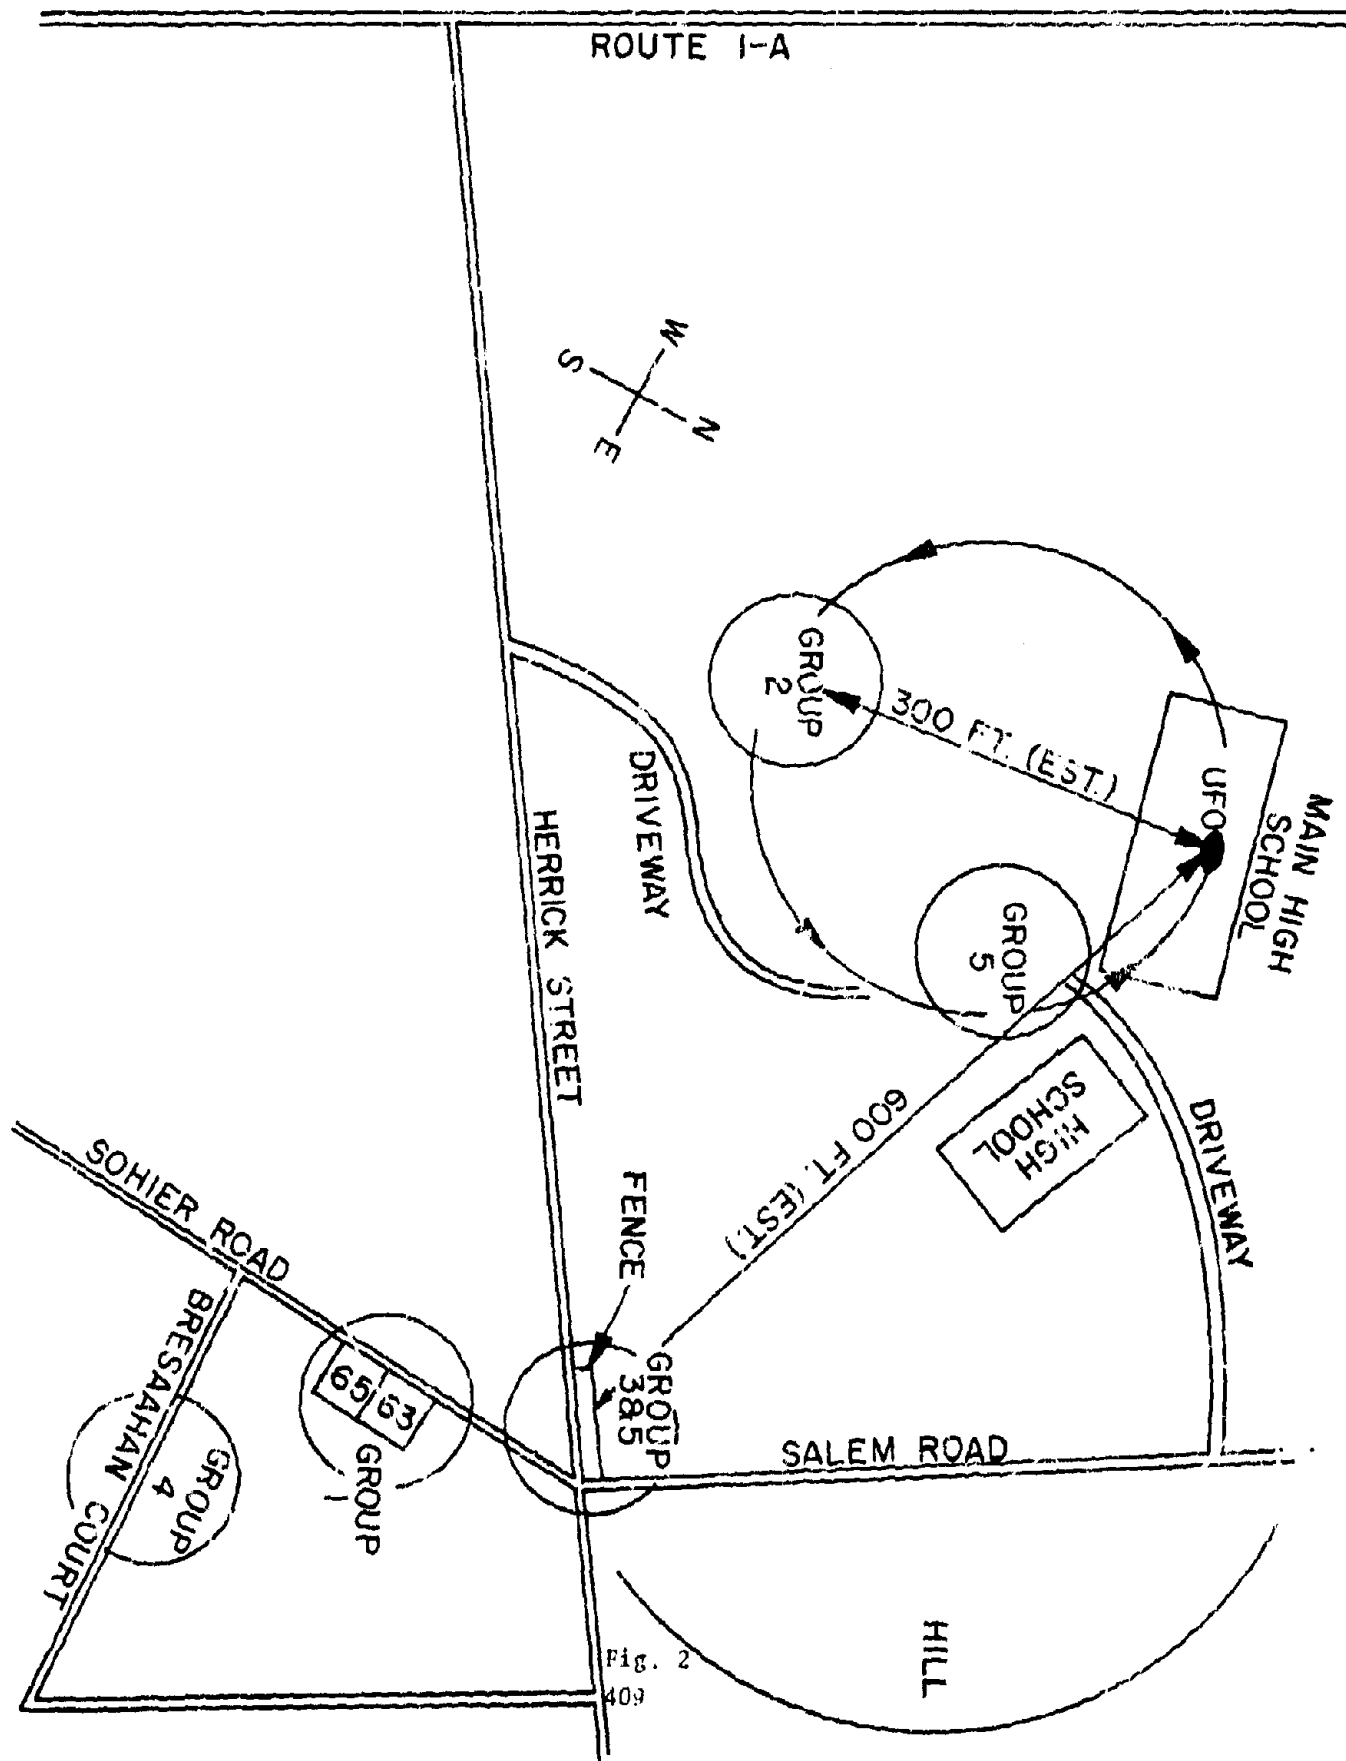 ROUTE 1-A
W
S
N
E
GROUP
2
300 FT. (EST.)
UFO
MAIN HIGH
SCHOOL
DRIVEWAY
HERRICK STREET
GROUP
5
HIGH
SCHOOL
DRIVEWAY
600 FT. (EST.)
FENCE
SOHIER ROAD
BRESAAHAN COURT
65
63
GROUP
1
GROUP
3&5
SALEM ROAD
GROUP
4
HILL
Fig. 2
409